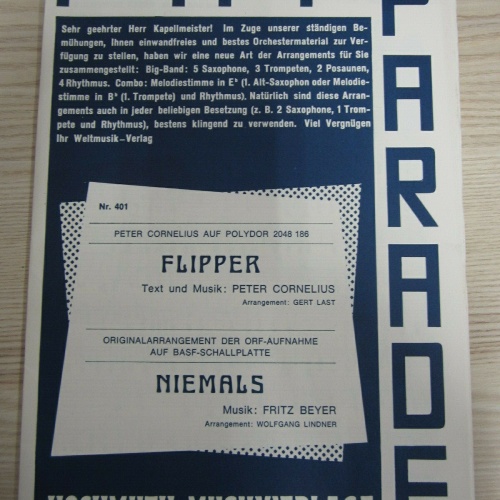 PARADE
Sehr geehrter Herr Kapellmeister! Im Zuge unserer ständigen Be-
mühungen, Ihnen einwandfreies und bestes Orchestermaterial zur Ver-
fügung zu stellen, haben wir eine neue Art der Arrangements für Sie
zusammengestellt: Big-Band: 5 Saxophone, 3 Trompeten, 2 Posaunen,
4 Rhythmus. Combo: Melodiestimme in Eᵇ (1. Alt-Saxophon oder Melodie-
stimme in Bᵇ (1. Trompete) und Rhythmus). Natürlich sind diese Arran-
gements auch in jeder beliebigen Besetzung (z. B. 2 Saxophone, 1 Trom-
pete und Rhythmus), bestens klingend zu verwenden. Viel Vergnügen
Ihr Weltmusik-Verlag
Nr. 401
PETER CORNELIUS AUF POLYDOR 2048 186
FLIPPER
Text und Musik: PETER CORNELIUS
Arrangement: GERT LAST
ORIGINALARRANGEMENT DER ORF-AUFNAHME
AUF BASF-SCHALLPLATTE
NIEMALS
Musik: FRITZ BEYER
Arrangement: WOLFGANG LINDNER